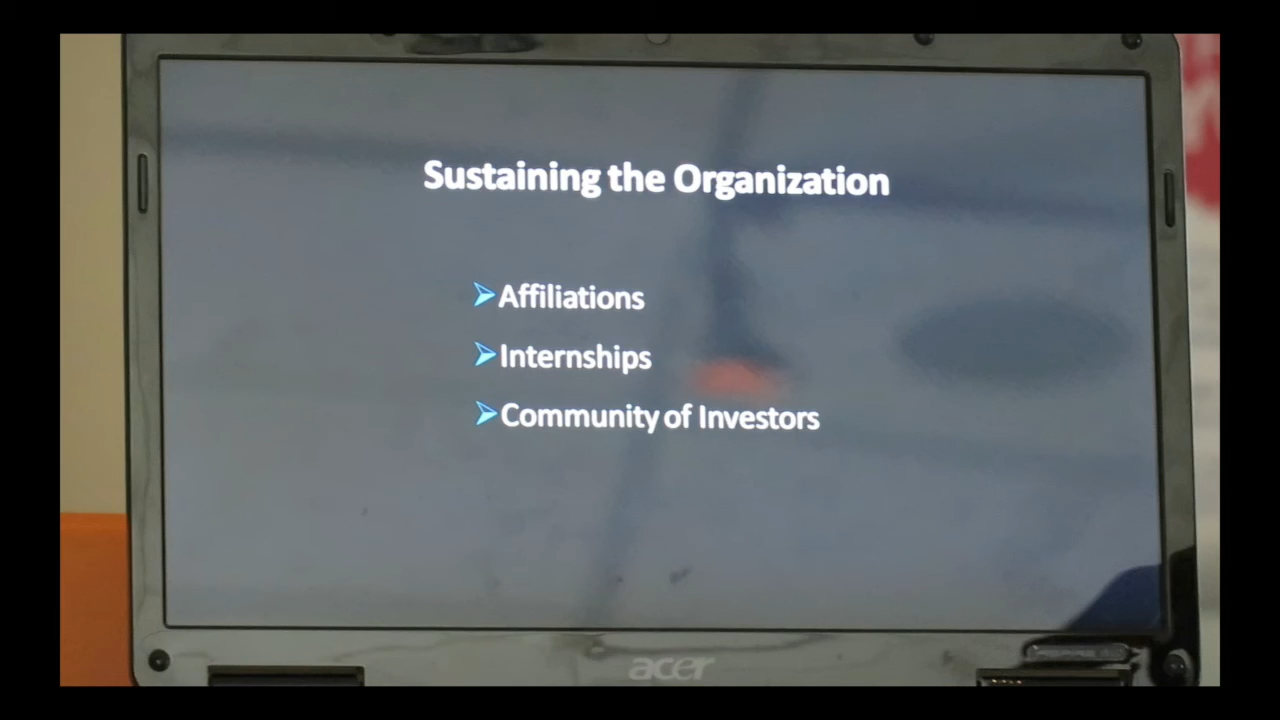 Sustaining the Organization
Affiliations
Internships
Community of Investors
acer